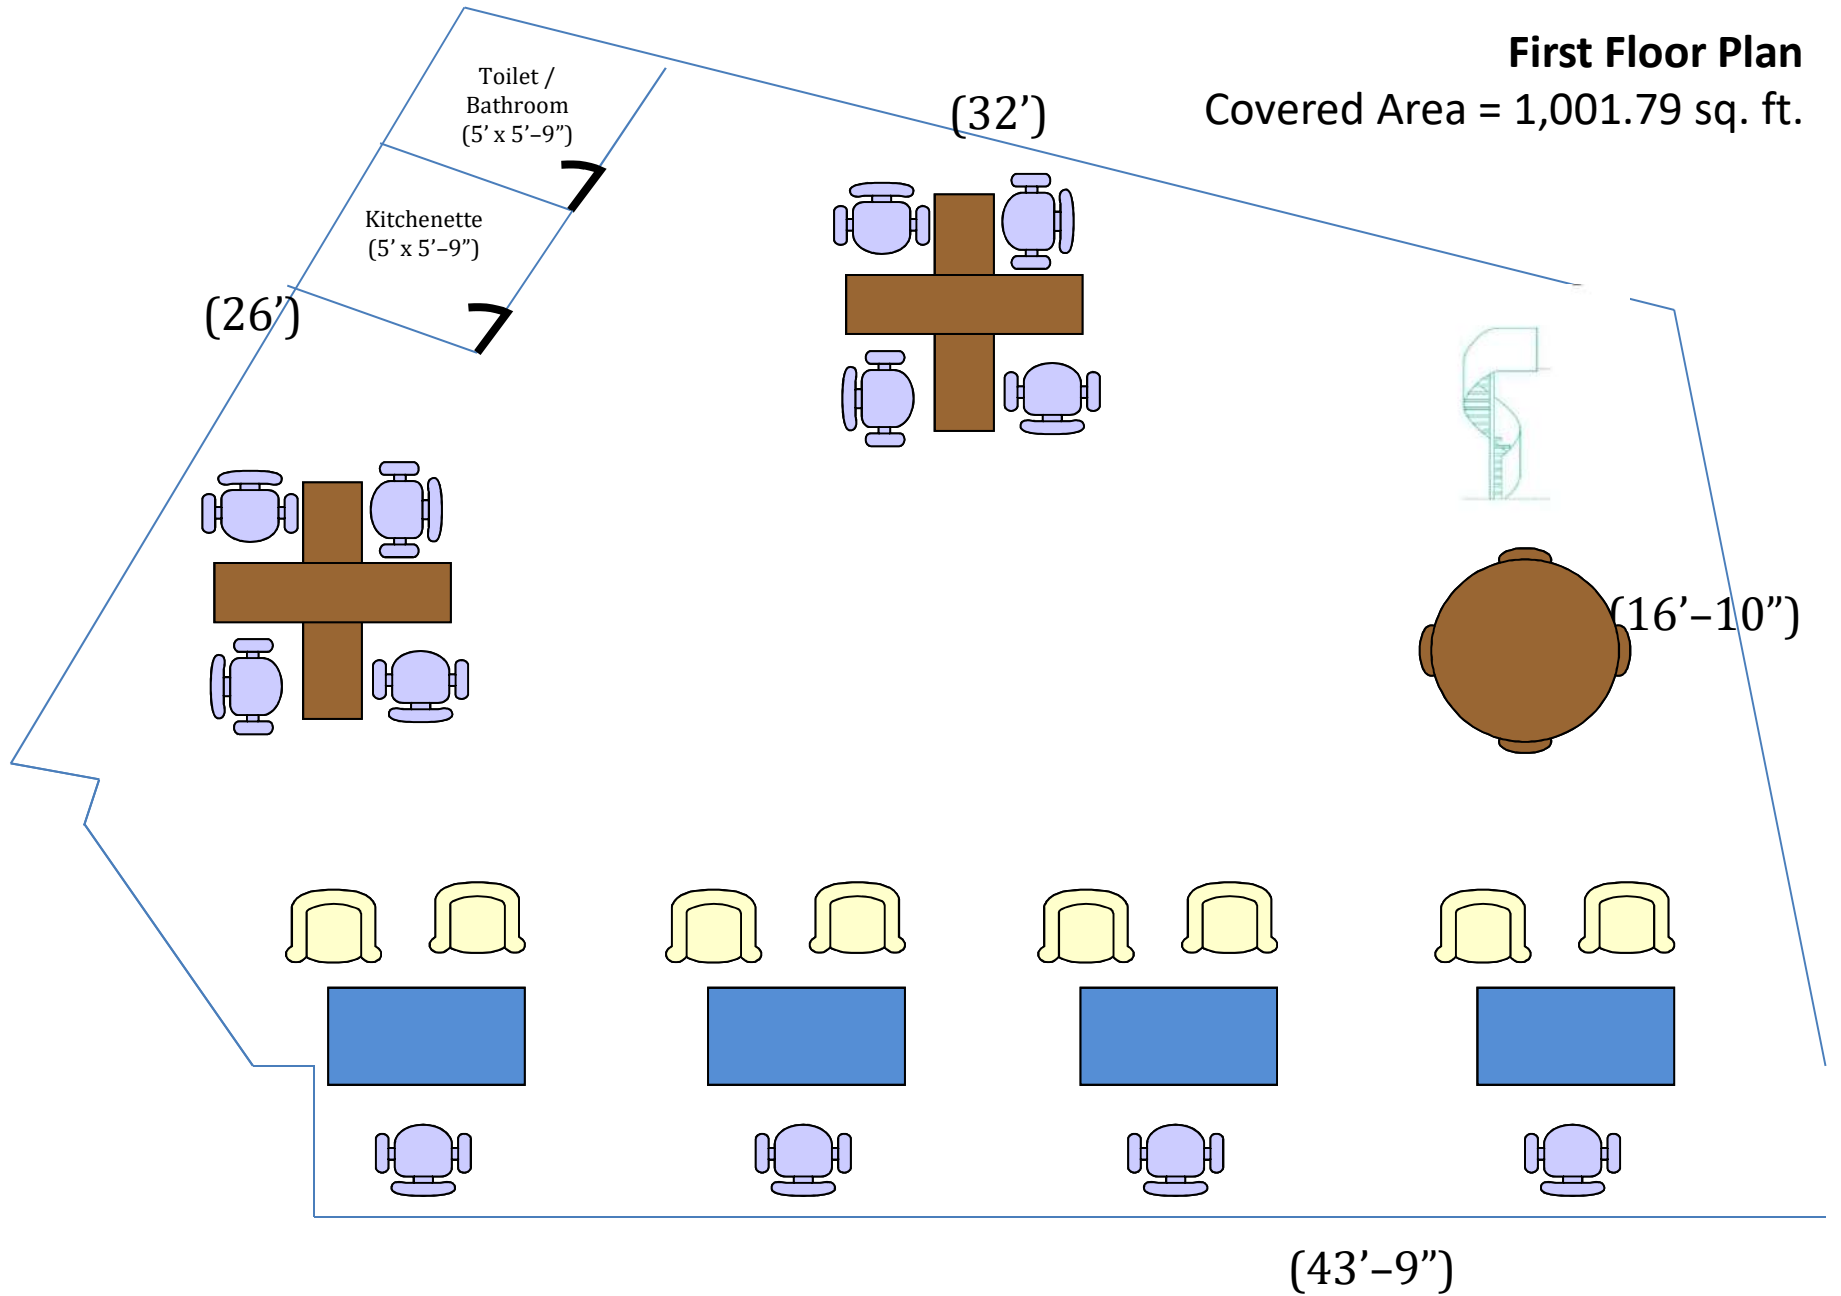 First Floor Plan
Covered Area = 1,001.79 sq. ft.
Toilet /
Bathroom
(5’ x 5’–9”)
(32’)
Kitchenette
(5’ x 5’–9”)
(26’)
(16’–10”)
(43’–9”)